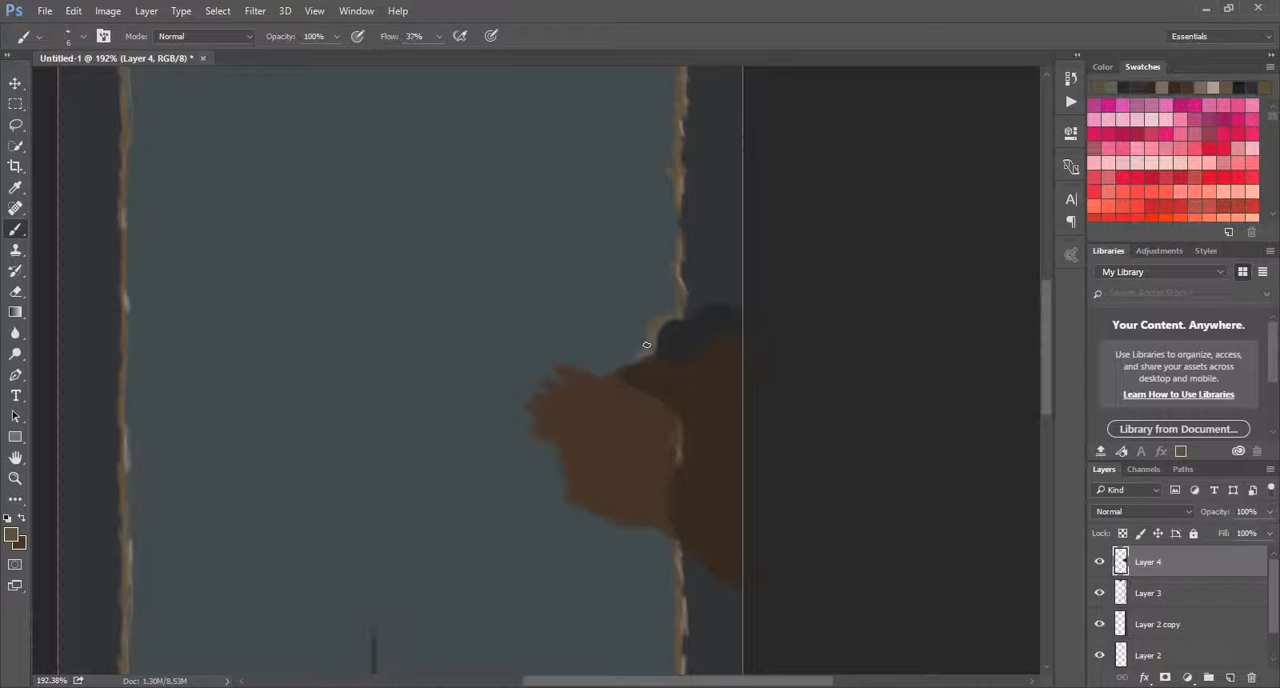 Ps File Edit Image Layer Type Select Filter 3D View Window Help
6 Mode: Normal Opacity: 100% Flow: 37% Essentials
Untitled-1 @ 192% (Layer 4, RGB/8) * ×
Color Swatches
Libraries Adjustments Styles
My Library
Your Content. Anywhere.
Use Libraries to organize, access,
and share your assets across
desktop and mobile.
Learn How to Use Libraries
Library from Document...
Layers Channels Paths
Kind
Normal Opacity: 100%
Lock: Fill: 100%
Layer 4
Layer 3
Layer 2 copy
Layer 2
192.38% Doc: 1.30M/8.53M